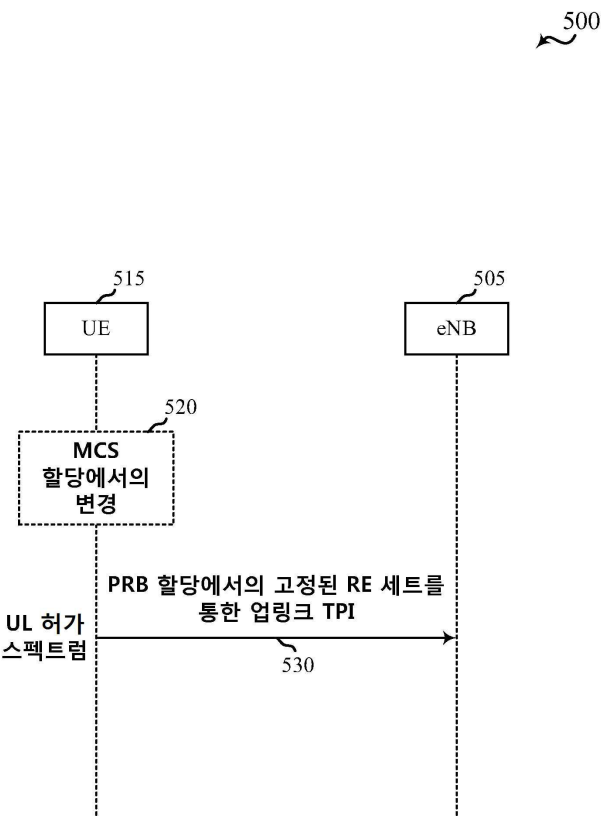 500
515
505
UE
eNB
520
MCS
할당에서의
변경
PRB 할당에서의 고정된 RE 세트를
통한 업링크 TPI
UL 허가
스펙트럼
530